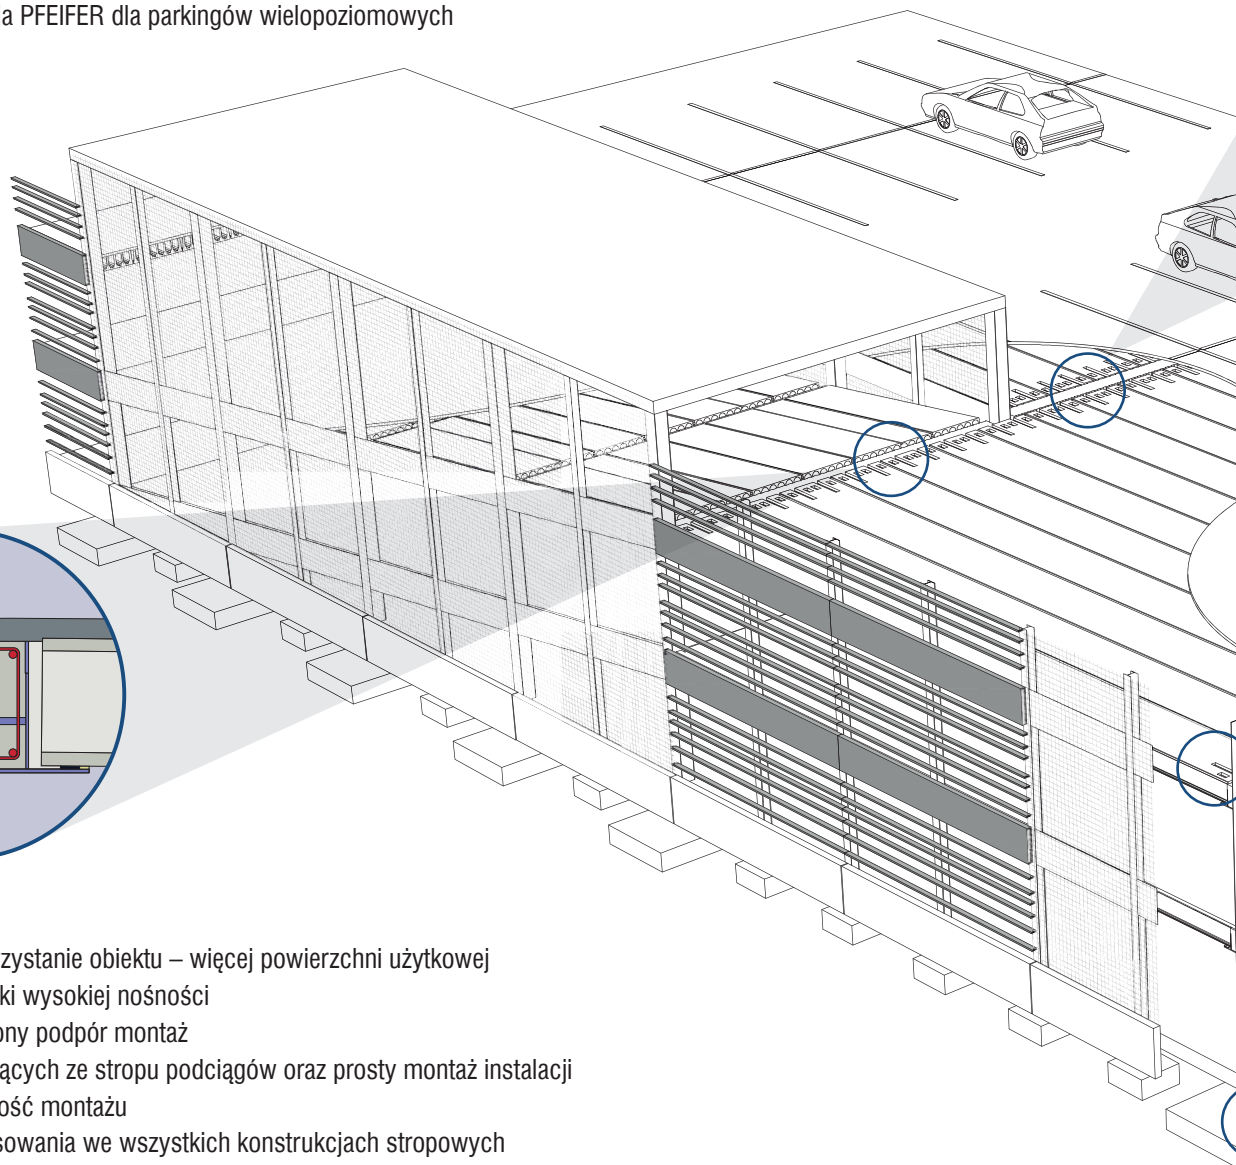 a PFEIFER dla parkingów wielopoziomowych
zystanie obiektu – więcej powierzchni użytkowej
ki wysokiej nośności
ony podpór montaż
ących ze stropu podciągów oraz prosty montaż instalacji
ość montażu
sowania we wszystkich konstrukcjach stropowych